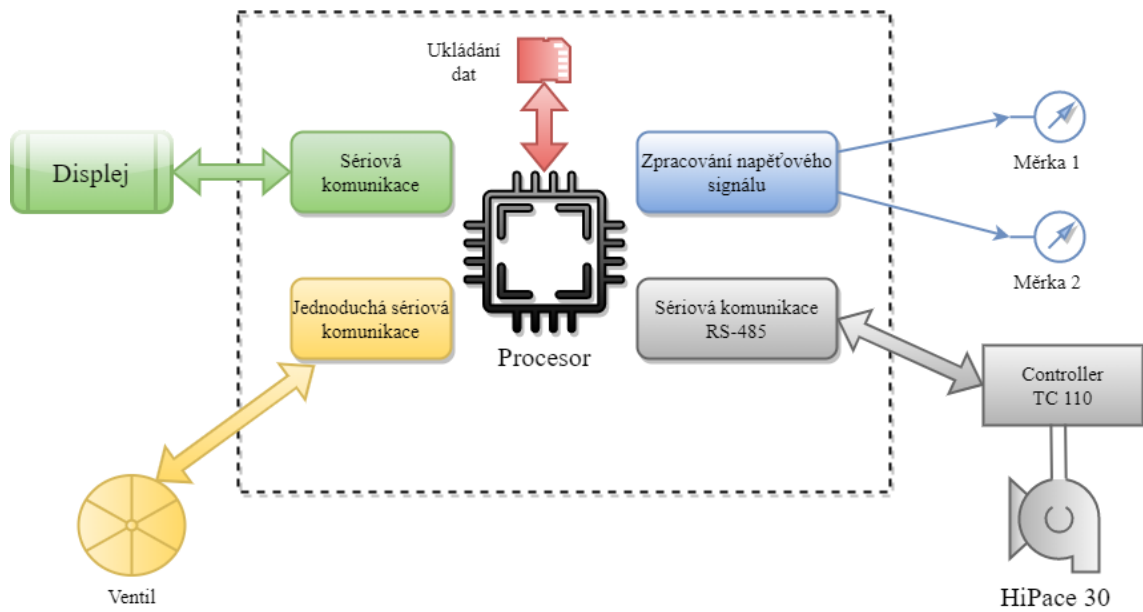 Ukládání
dat
Displej
Sériová
komunikace
Zpracování napěťového
signálu
Měrka 1
Měrka 2
Jednoduchá sériová
komunikace
Procesor
Sériová komunikace
RS-485
Controller
TC 110
Ventil
HiPace 30